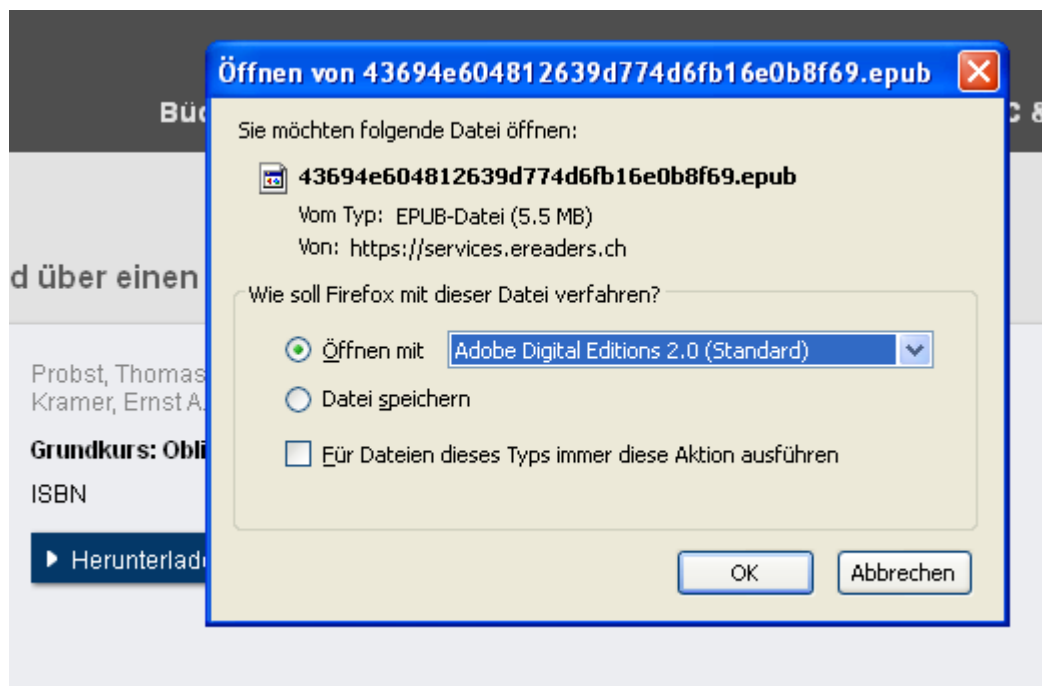 Öffnen von 43694e604812639d774d6fb16e0b8f69.epub
Sie möchten folgende Datei öffnen:
43694e604812639d774d6fb16e0b8f69.epub
Vom Typ: EPUB-Datei (5.5 MB)
Von: https://services.ereaders.ch
d über einen
Wie soll Firefox mit dieser Datei verfahren?
Öffnen mit Adobe Digital Editions 2.0 (Standard)
Datei speichern
Für Dateien dieses Typs immer diese Aktion ausführen
OK Abbrechen
Probst, Thomas
Kramer, Ernst A.
Grundkurs: Obli
ISBN
Herunterlad